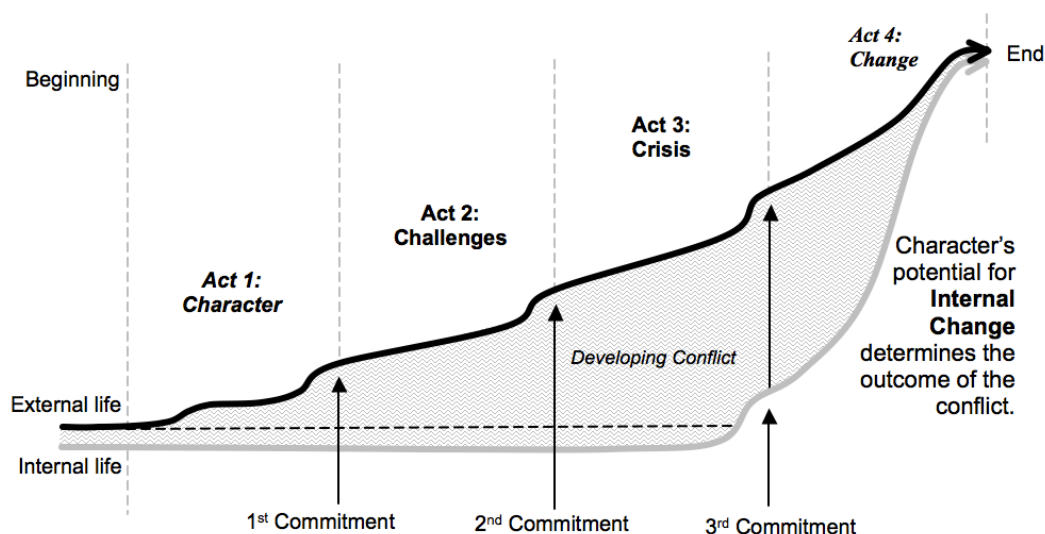 Act 4:
Change
End
Beginning
Act 3:
Crisis
Act 2:
Challenges
Act 1:
Character
Character’s
potential for
Internal
Change
determines the
outcome of the
conflict.
Developing Conflict
External life
Internal life
1st Commitment
2nd Commitment
3rd Commitment